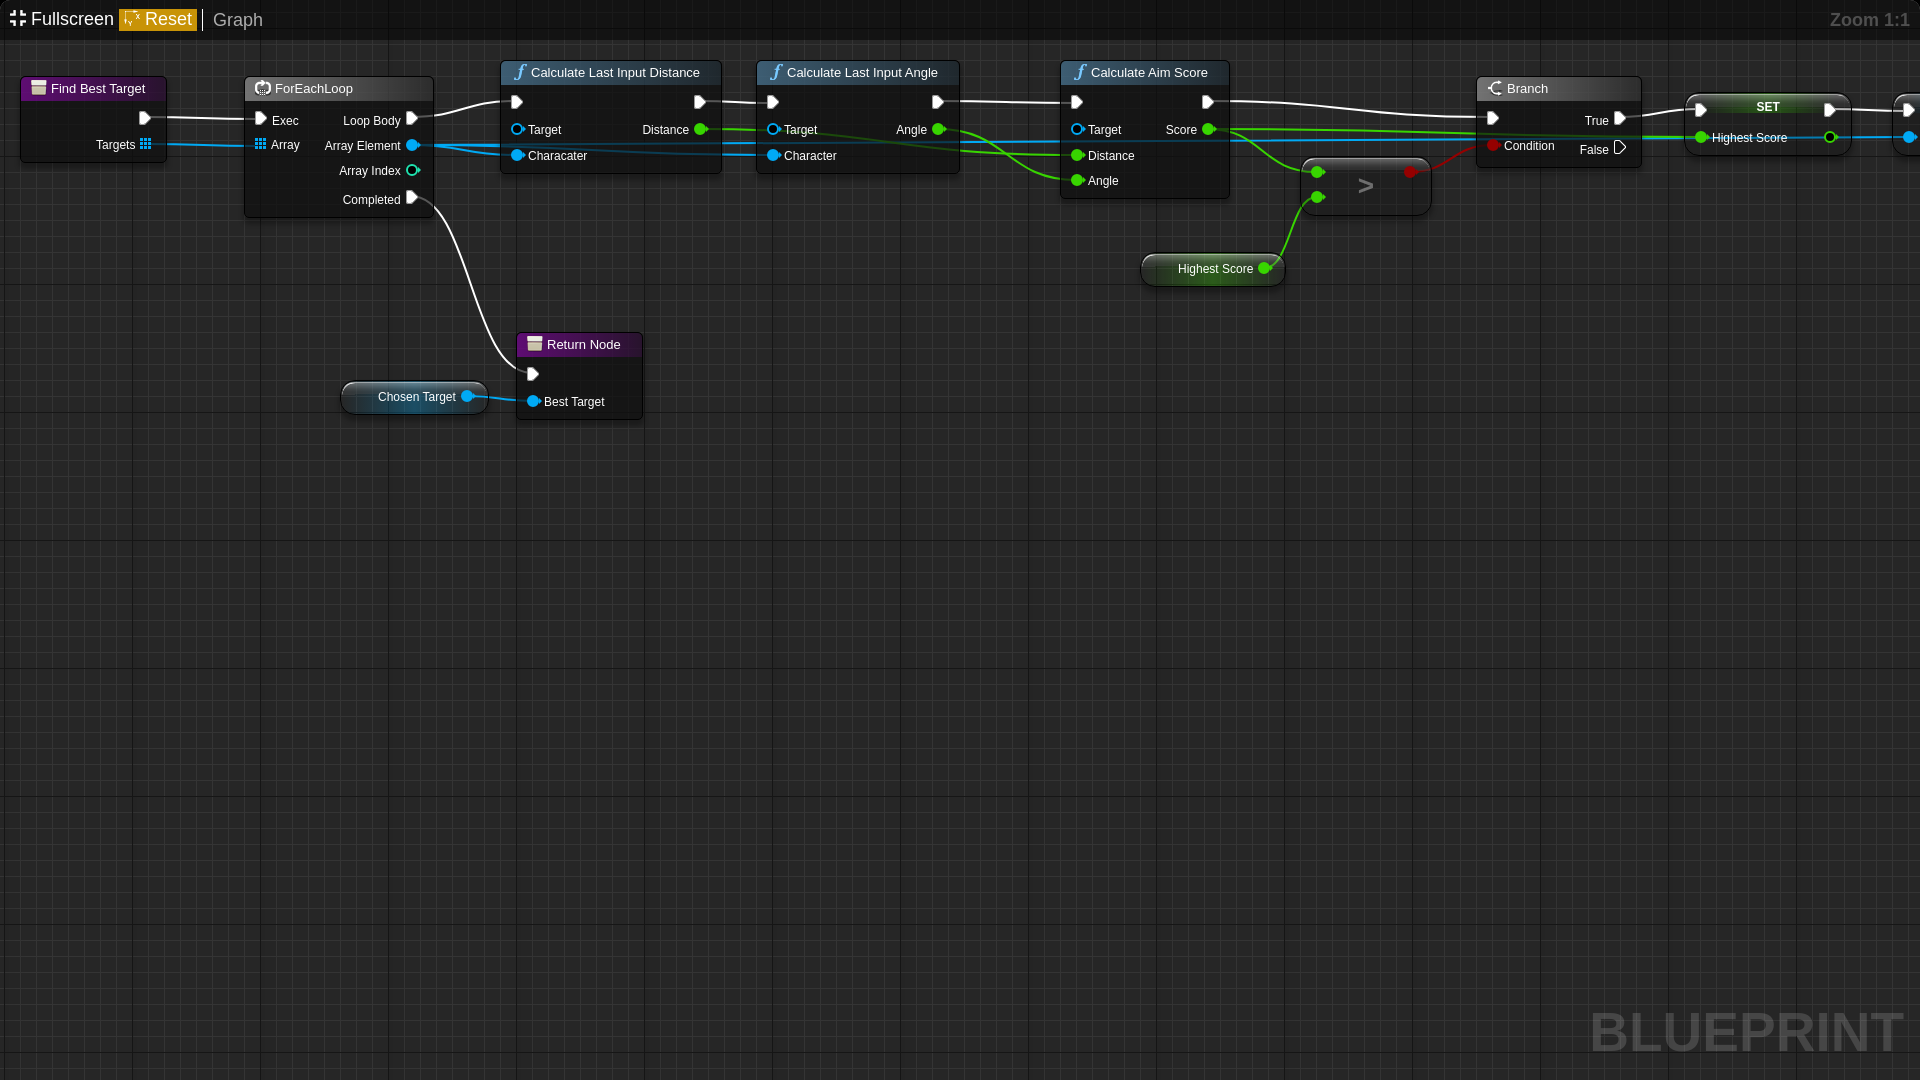 Fullscreen Reset Graph Zoom 1:1
Find Best Target
Targets
ForEachLoop
Exec Loop Body
Array Array Element
Array Index
Completed
Calculate Last Input Distance
Target Distance
Characater
Calculate Last Input Angle
Target Angle
Character
Calculate Aim Score
Target Score
Distance
Angle
>
Highest Score
Branch
True
Condition False
SET
Highest Score
Return Node
Best Target
Chosen Target
BLUEPRINT